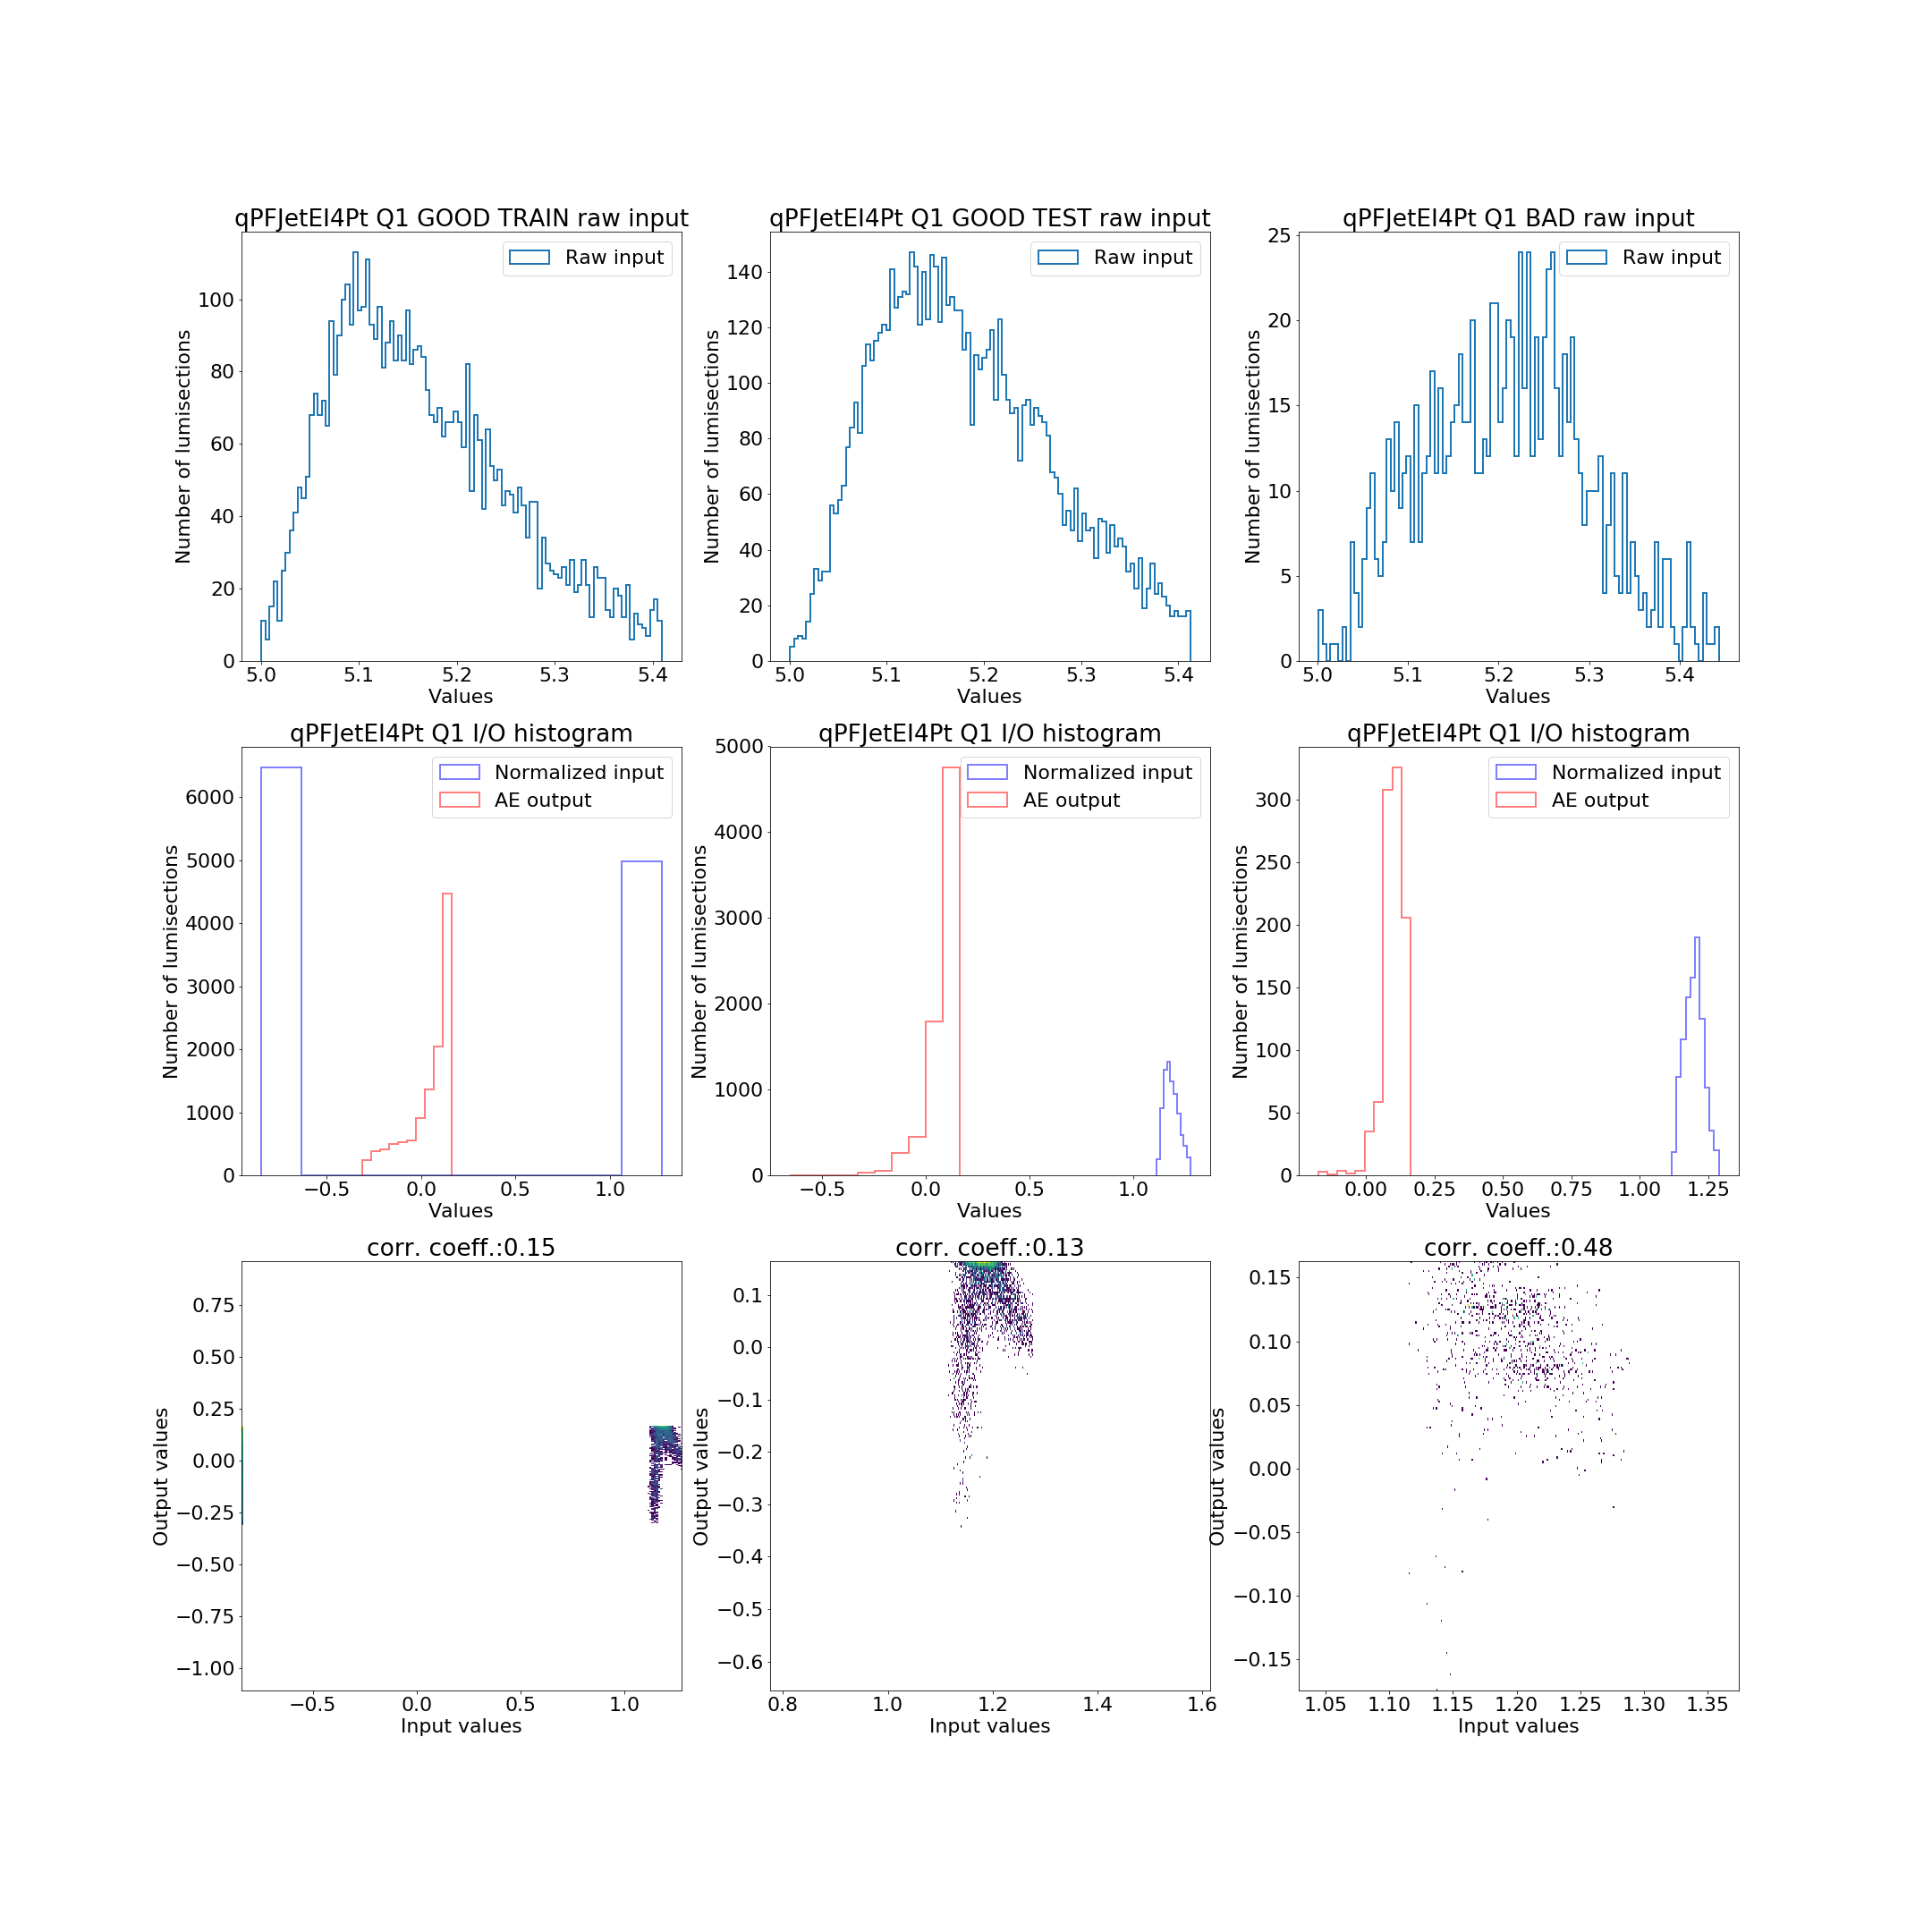 qPFJetEI4Pt Q1 GOOD TRAIN raw input
Raw input
Number of lumisections
100
80
60
40
20
0
5.0 5.1 5.2 5.3 5.4
Values
qPFJetEI4Pt Q1 GOOD TEST raw input
Raw input
Number of lumisections
140
120
100
80
60
40
20
0
5.0 5.1 5.2 5.3 5.4
Values
qPFJetEI4Pt Q1 BAD raw input
Raw input
Number of lumisections
25
20
15
10
5
0
5.0 5.1 5.2 5.3 5.4
Values
qPFJetEI4Pt Q1 I/O histogram
Normalized input
AE output
Number of lumisections
6000
5000
4000
3000
2000
1000
0
−0.5 0.0 0.5 1.0
Values
qPFJetEI4Pt Q1 I/O histogram
Normalized input
AE output
Number of lumisections
5000
4000
3000
2000
1000
0
−0.5 0.0 0.5 1.0
Values
qPFJetEI4Pt Q1 I/O histogram
Normalized input
AE output
Number of lumisections
300
250
200
150
100
50
0
0.00 0.25 0.50 0.75 1.00 1.25
Values
corr. coeff.:0.15
Output values
0.75
0.50
0.25
0.00
−0.25
−0.50
−0.75
−1.00
−0.5 0.0 0.5 1.0
Input values
corr. coeff.:0.13
Output values
0.1
0.0
−0.1
−0.2
−0.3
−0.4
−0.5
−0.6
0.8 1.0 1.2 1.4 1.6
Input values
corr. coeff.:0.48
Output values
0.15
0.10
0.05
0.00
−0.05
−0.10
−0.15
1.05 1.10 1.15 1.20 1.25 1.30 1.35
Input values